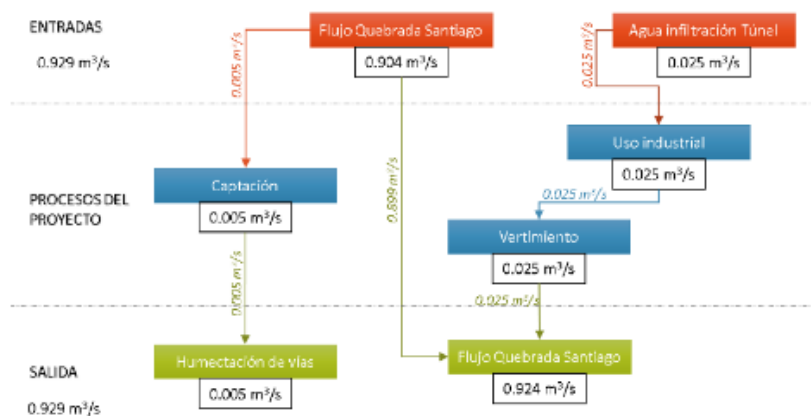 ENTRADAS
0.929 m³/s
Flujo Quebrada Santiago
0.904 m³/s
Agua infiltración Túnel
0.025 m³/s
0.005 m³/s
0.025 m³/s
Uso industrial
0.025 m³/s
PROCESOS DEL
PROYECTO
Captación
0.005 m³/s
0.899 m³/s
0.025 m³/s
Vertimiento
0.025 m³/s
0.005 m³/s
0.025 m³/s
SALIDA
0.929 m³/s
Humectación de vías
0.005 m³/s
Flujo Quebrada Santiago
0.924 m³/s